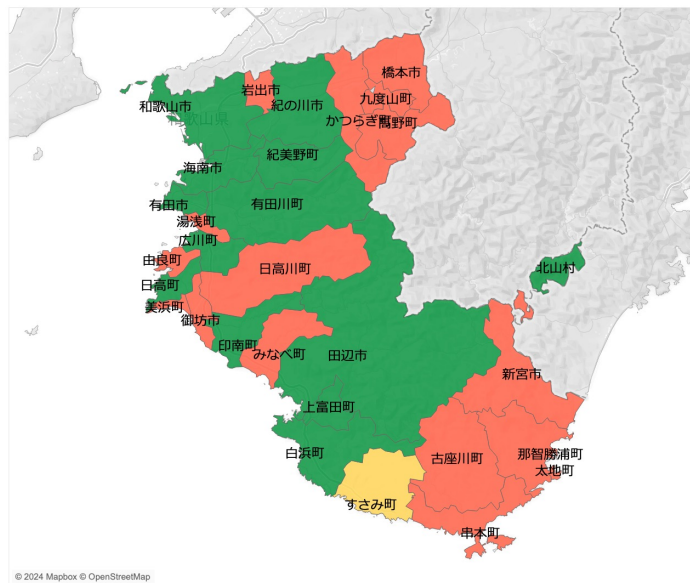 橋本市
岩出市
九度山町
紀の川市
和歌山市
和歌山県
かつらぎ町
高野町
紀美野町
海南市
有田市
有田川町
湯浅町
広川町
由良町
日高川町
北山村
日高町
美浜町
御坊市
印南町
みなべ町
田辺市
新宮市
上富田町
白浜町
古座川町
那智勝浦町
太地町
すさみ町
串本町
© 2024 Mapbox © OpenStreetMap